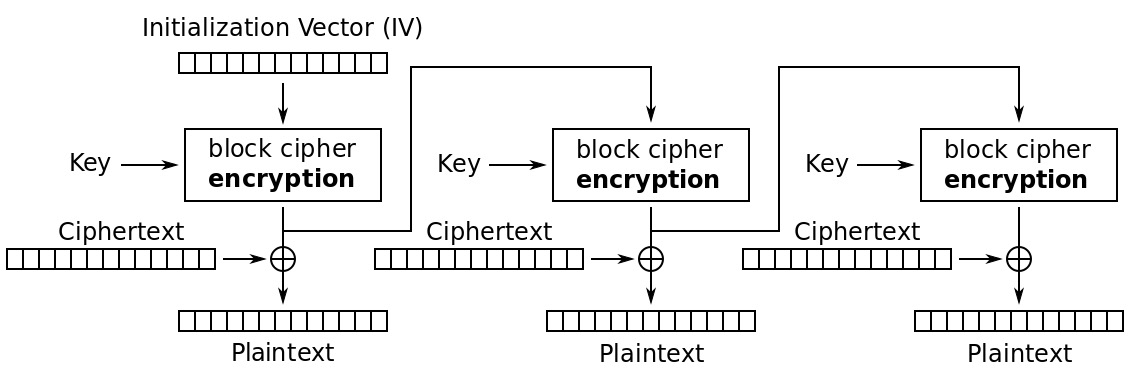 Initialization Vector (IV)
block cipher
encryption
Key
Ciphertext
Plaintext
block cipher
encryption
Key
Ciphertext
Plaintext
block cipher
encryption
Key
Ciphertext
Plaintext